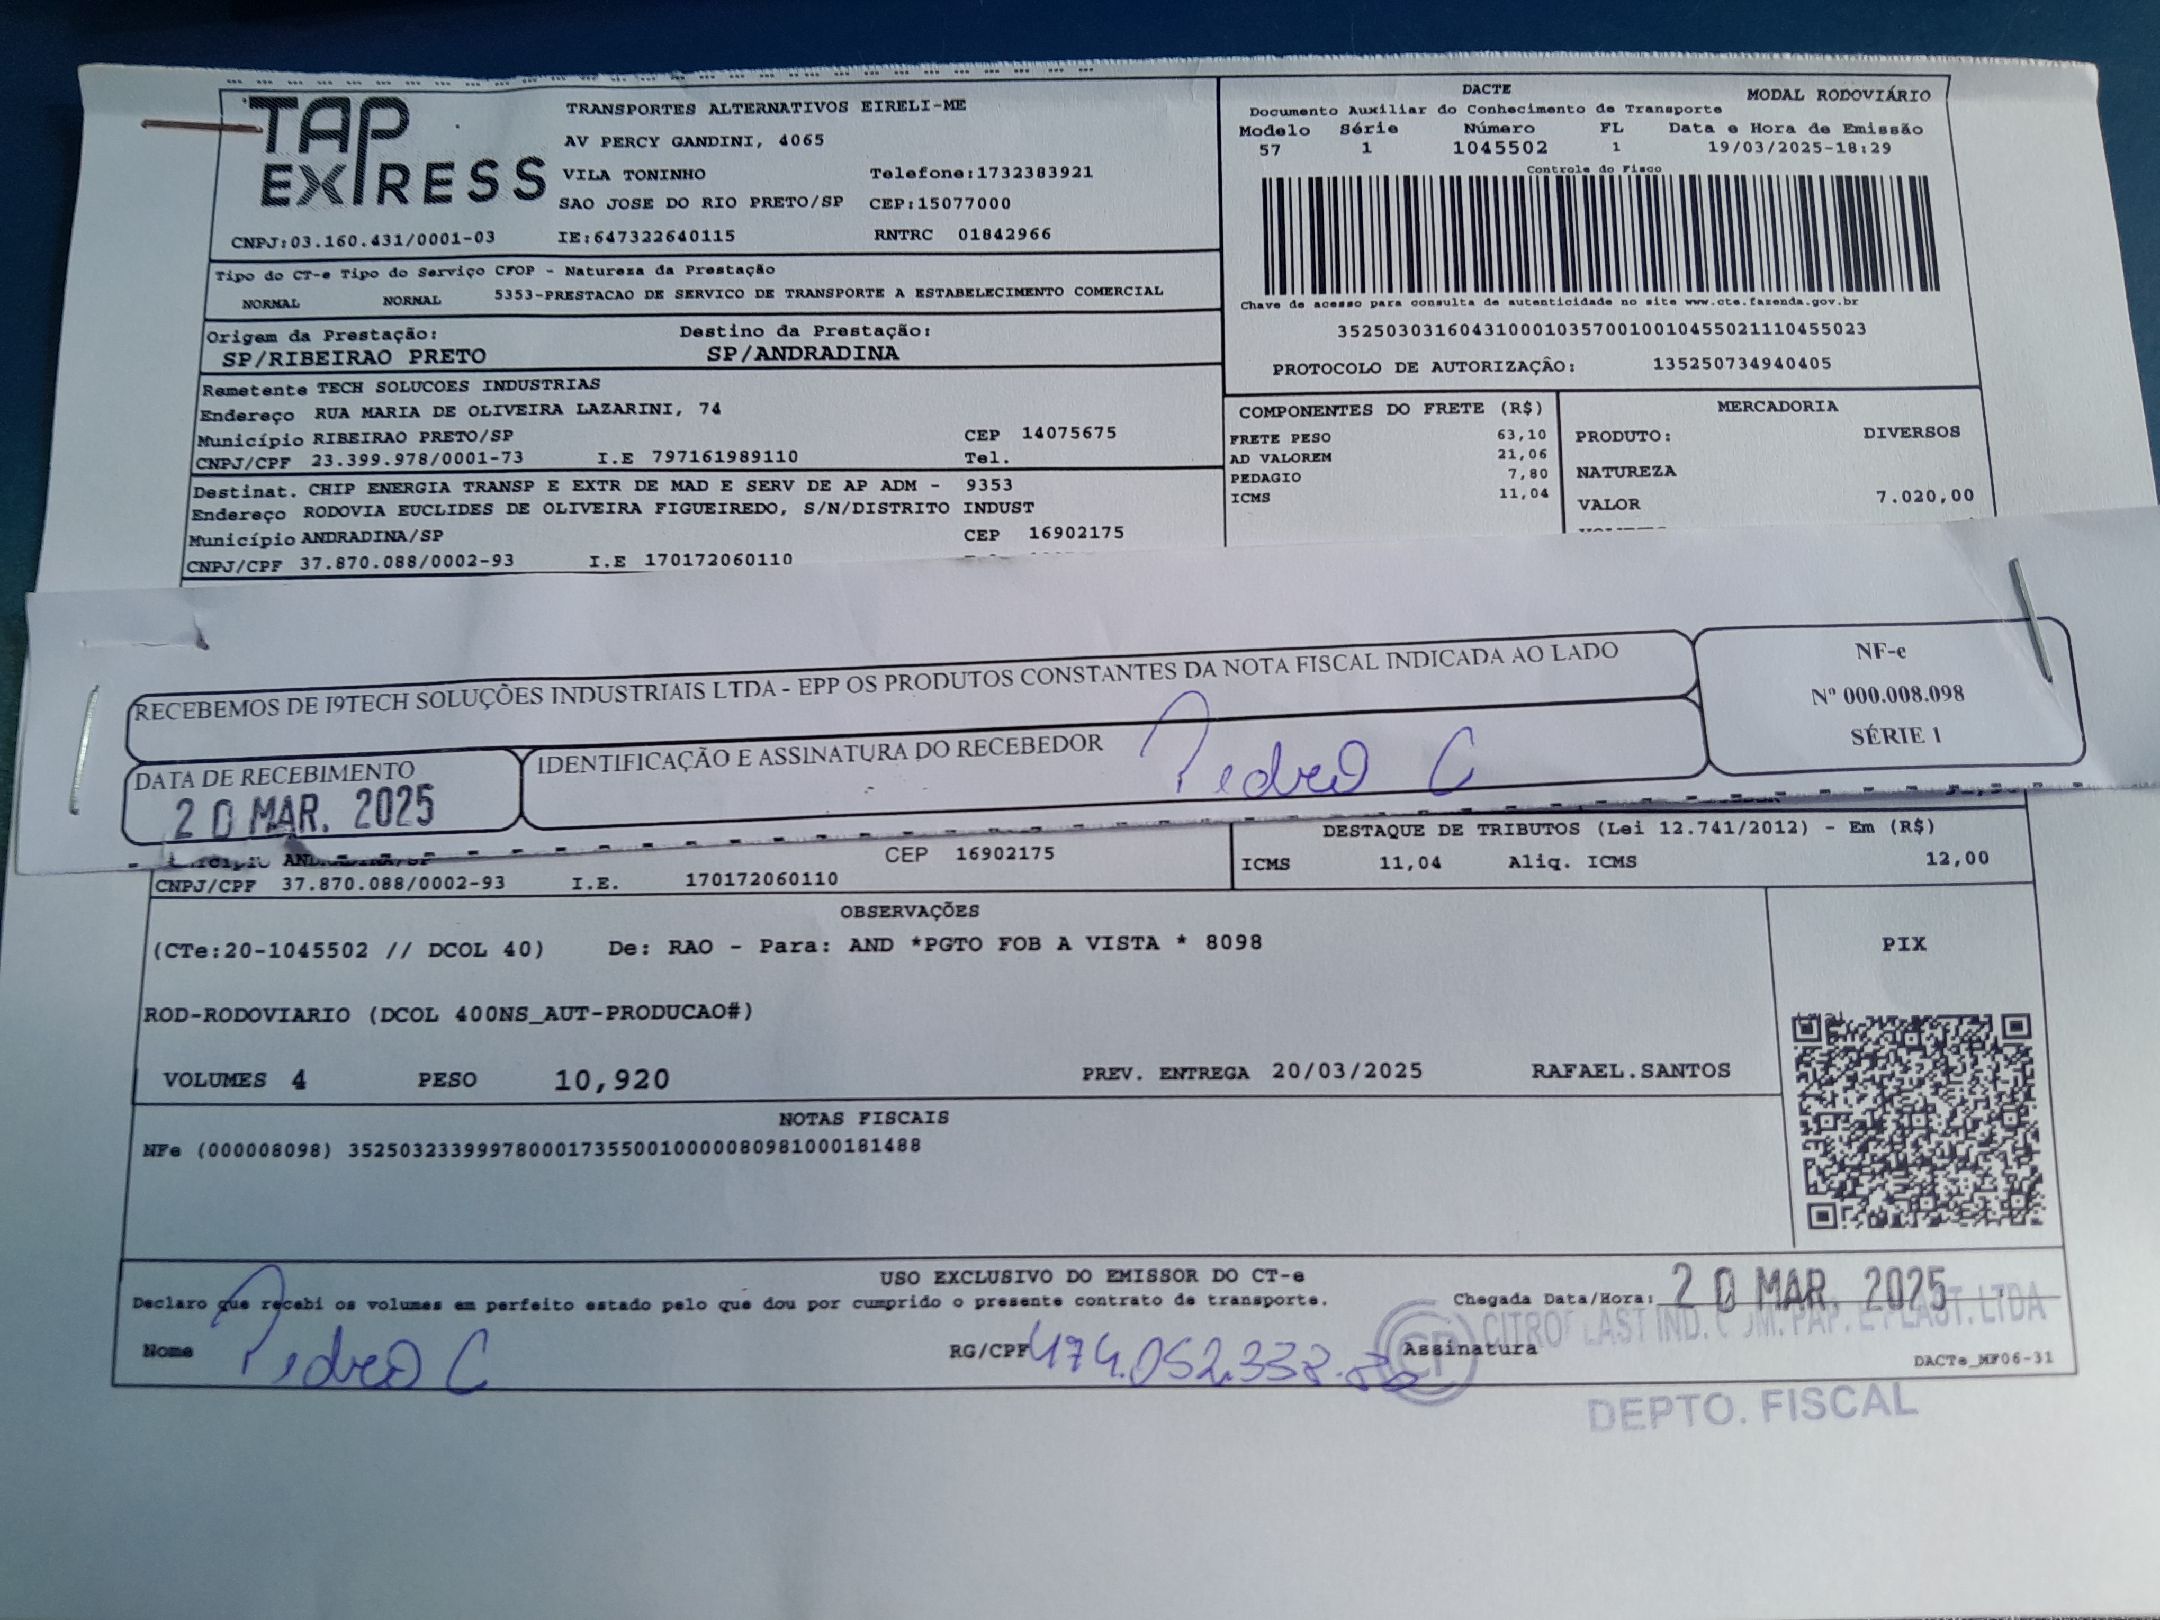 TAP EXPRESS
TRANSPORTES ALTERNATIVOS EIRELI-ME
AV PERCY GANDINI, 4065
VILA TONINHO Telefone:1732383921
SAO JOSE DO RIO PRETO/SP CEP:15077000
CNPJ:03.160.431/0001-03 IE:647322640115 RNTRC 01842966
DACTE
MODAL RODOVIÁRIO
Documento Auxiliar do Conhecimento de Transporte
Modelo Série Número FL Data e Hora de Emissão
57 1 1045502 1 19/03/2025-18:29
Controle do Fisco
Chave de acesso para consulta de autenticidade no site www.cte.fazenda.gov.br
35250303160431000103570010010455021110455023
PROTOCOLO DE AUTORIZAÇÃO: 135250734940405
Tipo do CT-e Tipo do Serviço CFOP - Natureza da Prestação
NORMAL NORMAL 5353-PRESTACAO DE SERVICO DE TRANSPORTE A ESTABELECIMENTO COMERCIAL
Origem da Prestação: Destino da Prestação:
SP/RIBEIRAO PRETO SP/ANDRADINA
Remetente TECH SOLUCOES INDUSTRIAS
Endereço RUA MARIA DE OLIVEIRA LAZARINI, 74
Município RIBEIRAO PRETO/SP CEP 14075675
CNPJ/CPF 23.399.978/0001-73 I.E 797161989110 Tel.
Destinat. CHIP ENERGIA TRANSP E EXTR DE MAD E SERV DE AP ADM - 9353
Endereço RODOVIA EUCLIDES DE OLIVEIRA FIGUEIREDO, S/N/DISTRITO INDUST
Município ANDRADINA/SP CEP 16902175
CNPJ/CPF 37.870.088/0002-93 I.E 170172060110
COMPONENTES DO FRETE (R$)
FRETE PESO 63,10
AD VALOREM 21,06
PEDAGIO 7,80
ICMS 11,04
MERCADORIA
PRODUTO: DIVERSOS
NATUREZA
VALOR 7.020,00
RECEBEMOS DE I9TECH SOLUÇÕES INDUSTRIAIS LTDA - EPP OS PRODUTOS CONSTANTES DA NOTA FISCAL INDICADA AO LADO
NF-e
Nº 000.008.098
SÉRIE 1
DATA DE RECEBIMENTO
20 MAR. 2025
IDENTIFICAÇÃO E ASSINATURA DO RECEBEDOR
Pedro C
CEP 16902175
CNPJ/CPF 37.870.088/0002-93 I.E. 170172060110
DESTAQUE DE TRIBUTOS (Lei 12.741/2012) - Em (R$)
ICMS 11,04 Aliq. ICMS 12,00
OBSERVAÇÕES
(CTe:20-1045502 // DCOL 40) De: RAO - Para: AND *PGTO FOB A VISTA * 8098
ROD-RODOVIARIO (DCOL 400NS_AUT-PRODUCAO#)
VOLUMES 4 PESO 10,920 PREV. ENTREGA 20/03/2025 RAFAEL.SANTOS
PIX
NOTAS FISCAIS
NFe (000008098) 35250323399978000173550010000080981000181488
USO EXCLUSIVO DO EMISSOR DO CT-e
Declaro que recebi os volumes em perfeito estado pelo que dou por cumprido o presente contrato de transporte.
Chegada Data/Hora: 20 MAR. 2025
Nome Pedro C RG/CPF Assinatura
CP CITROPLAST IND. COM. PAP. E PLAST. LTDA
DACTe_MF06-31
DEPTO. FISCAL